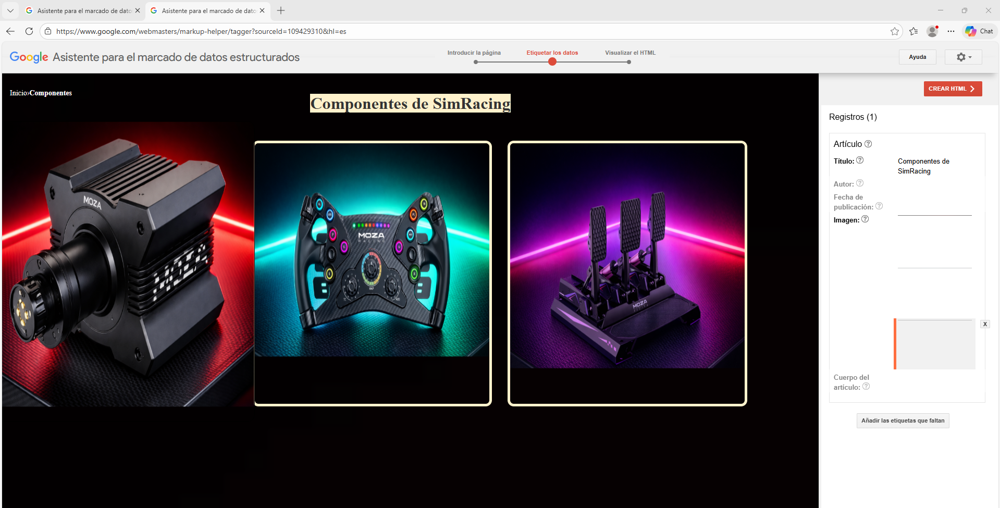 Asistente para el marcado de dato
Asistente para el marcado de dato
https://www.google.com/webmasters/markup-helper/tagger?sourceId=109429310&hl=es
Chat
Google Asistente para el marcado de datos estructurados
Introducir la página
Etiquetar los datos
Visualizar el HTML
Ayuda
Inicio›Componentes
Componentes de SimRacing
CREAR HTML
Registros (1)
Artículo
Título:
Componentes de
SimRacing
Autor:
Fecha de
publicación:
Imagen:
X
Cuerpo del
artículo:
Añadir las etiquetas que faltan
MOZA
MOZA
RACING
MOZA